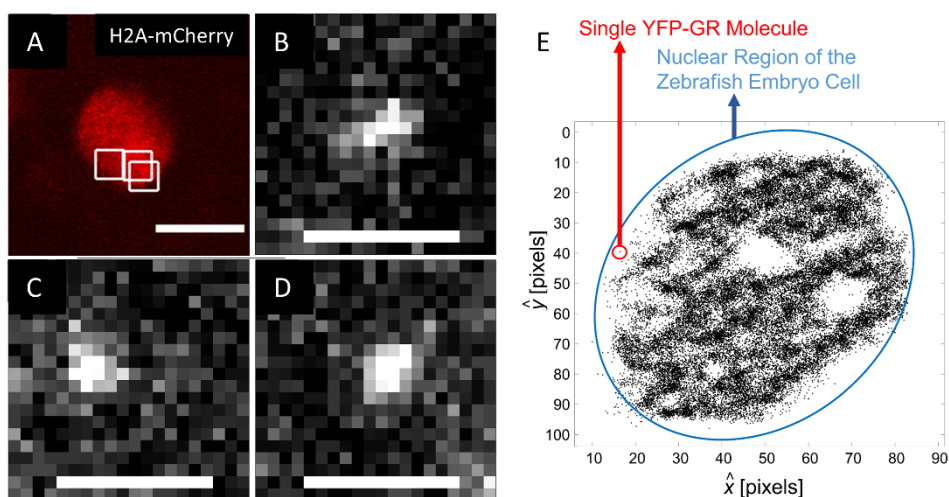 A
H2A-mCherry
B
C
D
E
Single YFP-GR Molecule
Nuclear Region of the
Zebrafish Embryo Cell
0
10
20
30
40
50
60
70
80
90
100
ŷ [pixels]
10 20 30 40 50 60 70 80 90
x̂ [pixels]